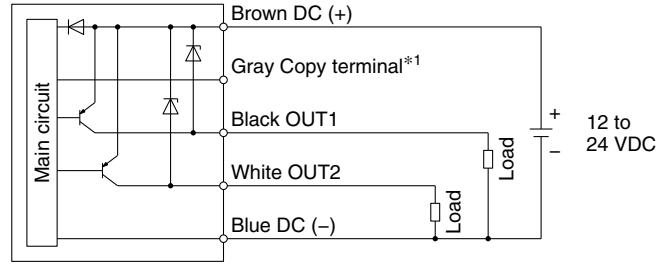 Brown DC (+)
Gray Copy terminal*1
Black OUT1
White OUT2
Blue DC (−)
Main circuit
Load
Load
+
−
12 to
24 VDC